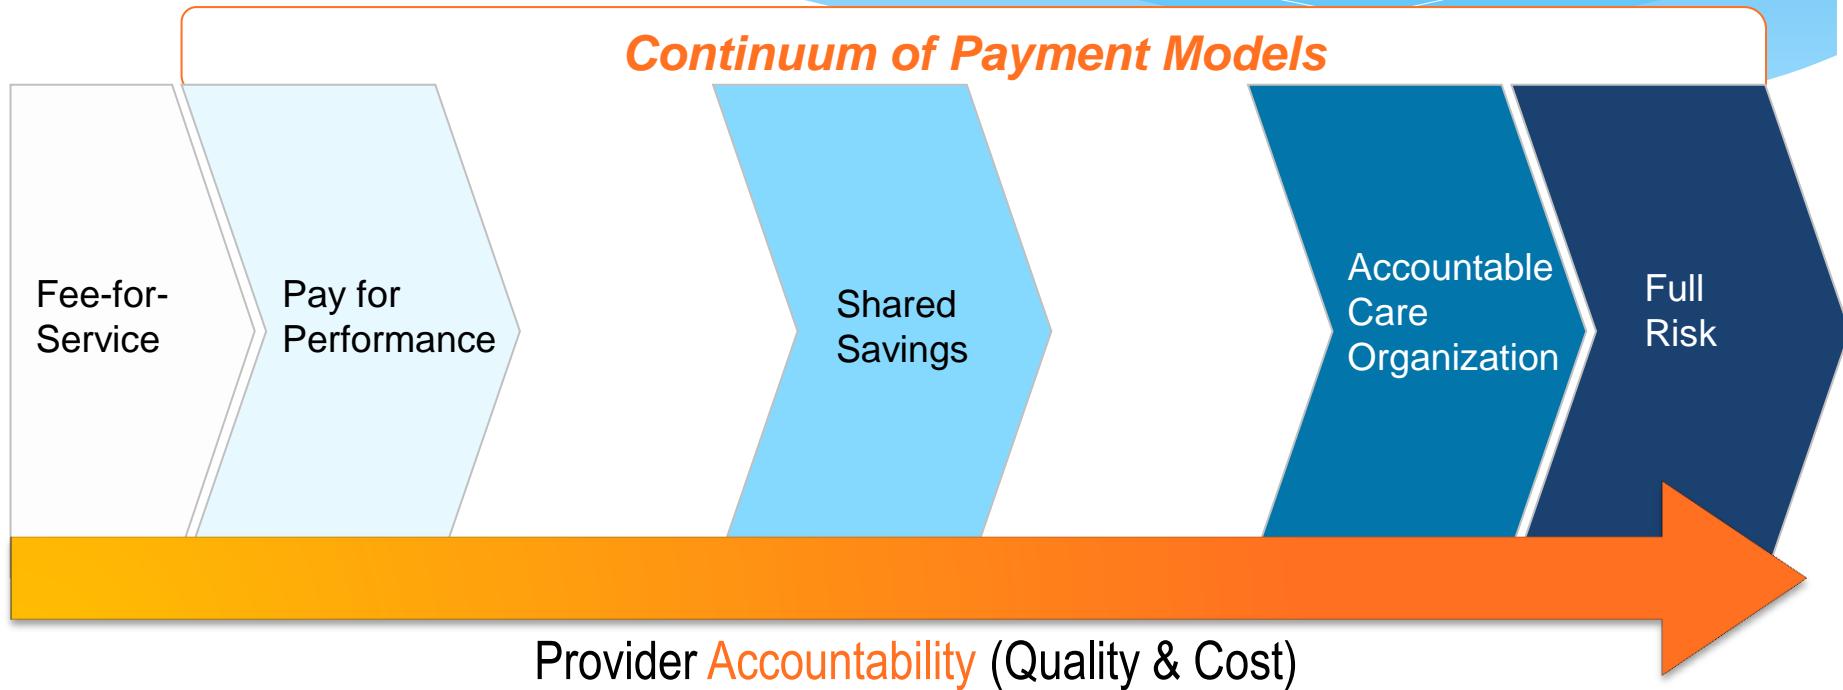 Continuum of Payment Models
Fee-for-
Service
Pay for
Performance
Shared
Savings
Accountable
Care
Organization
Full
Risk
Provider Accountability (Quality & Cost)